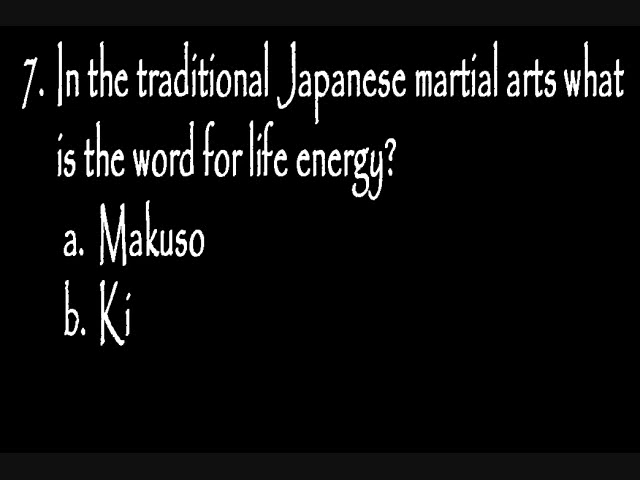 7. In the traditional Japanese martial arts what
is the word for life energy?
a. Makuso
b. Ki